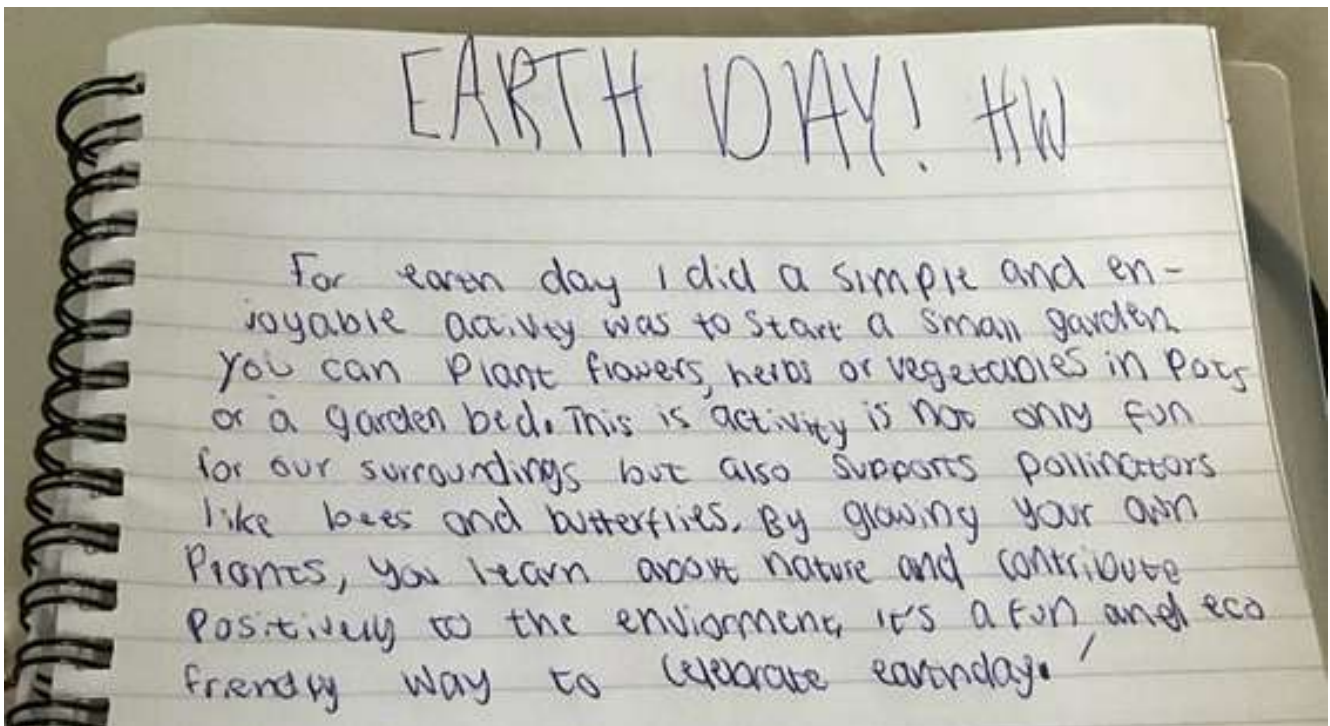 EARTH DAY! HW
For earth day I did a simple and en-
joyable activty was to start a small garden.
You can Plant flowers, herbs or vegetables in Pots
or a garden bed. This is activity is not only fun
for our surroundings but also supports pollinators
like bees and butterflies. By glowing your own
Plants, you learn about nature and contribute
Positively to the enviorment, it's a fun, and eco
friendly way to celebrate earthday.